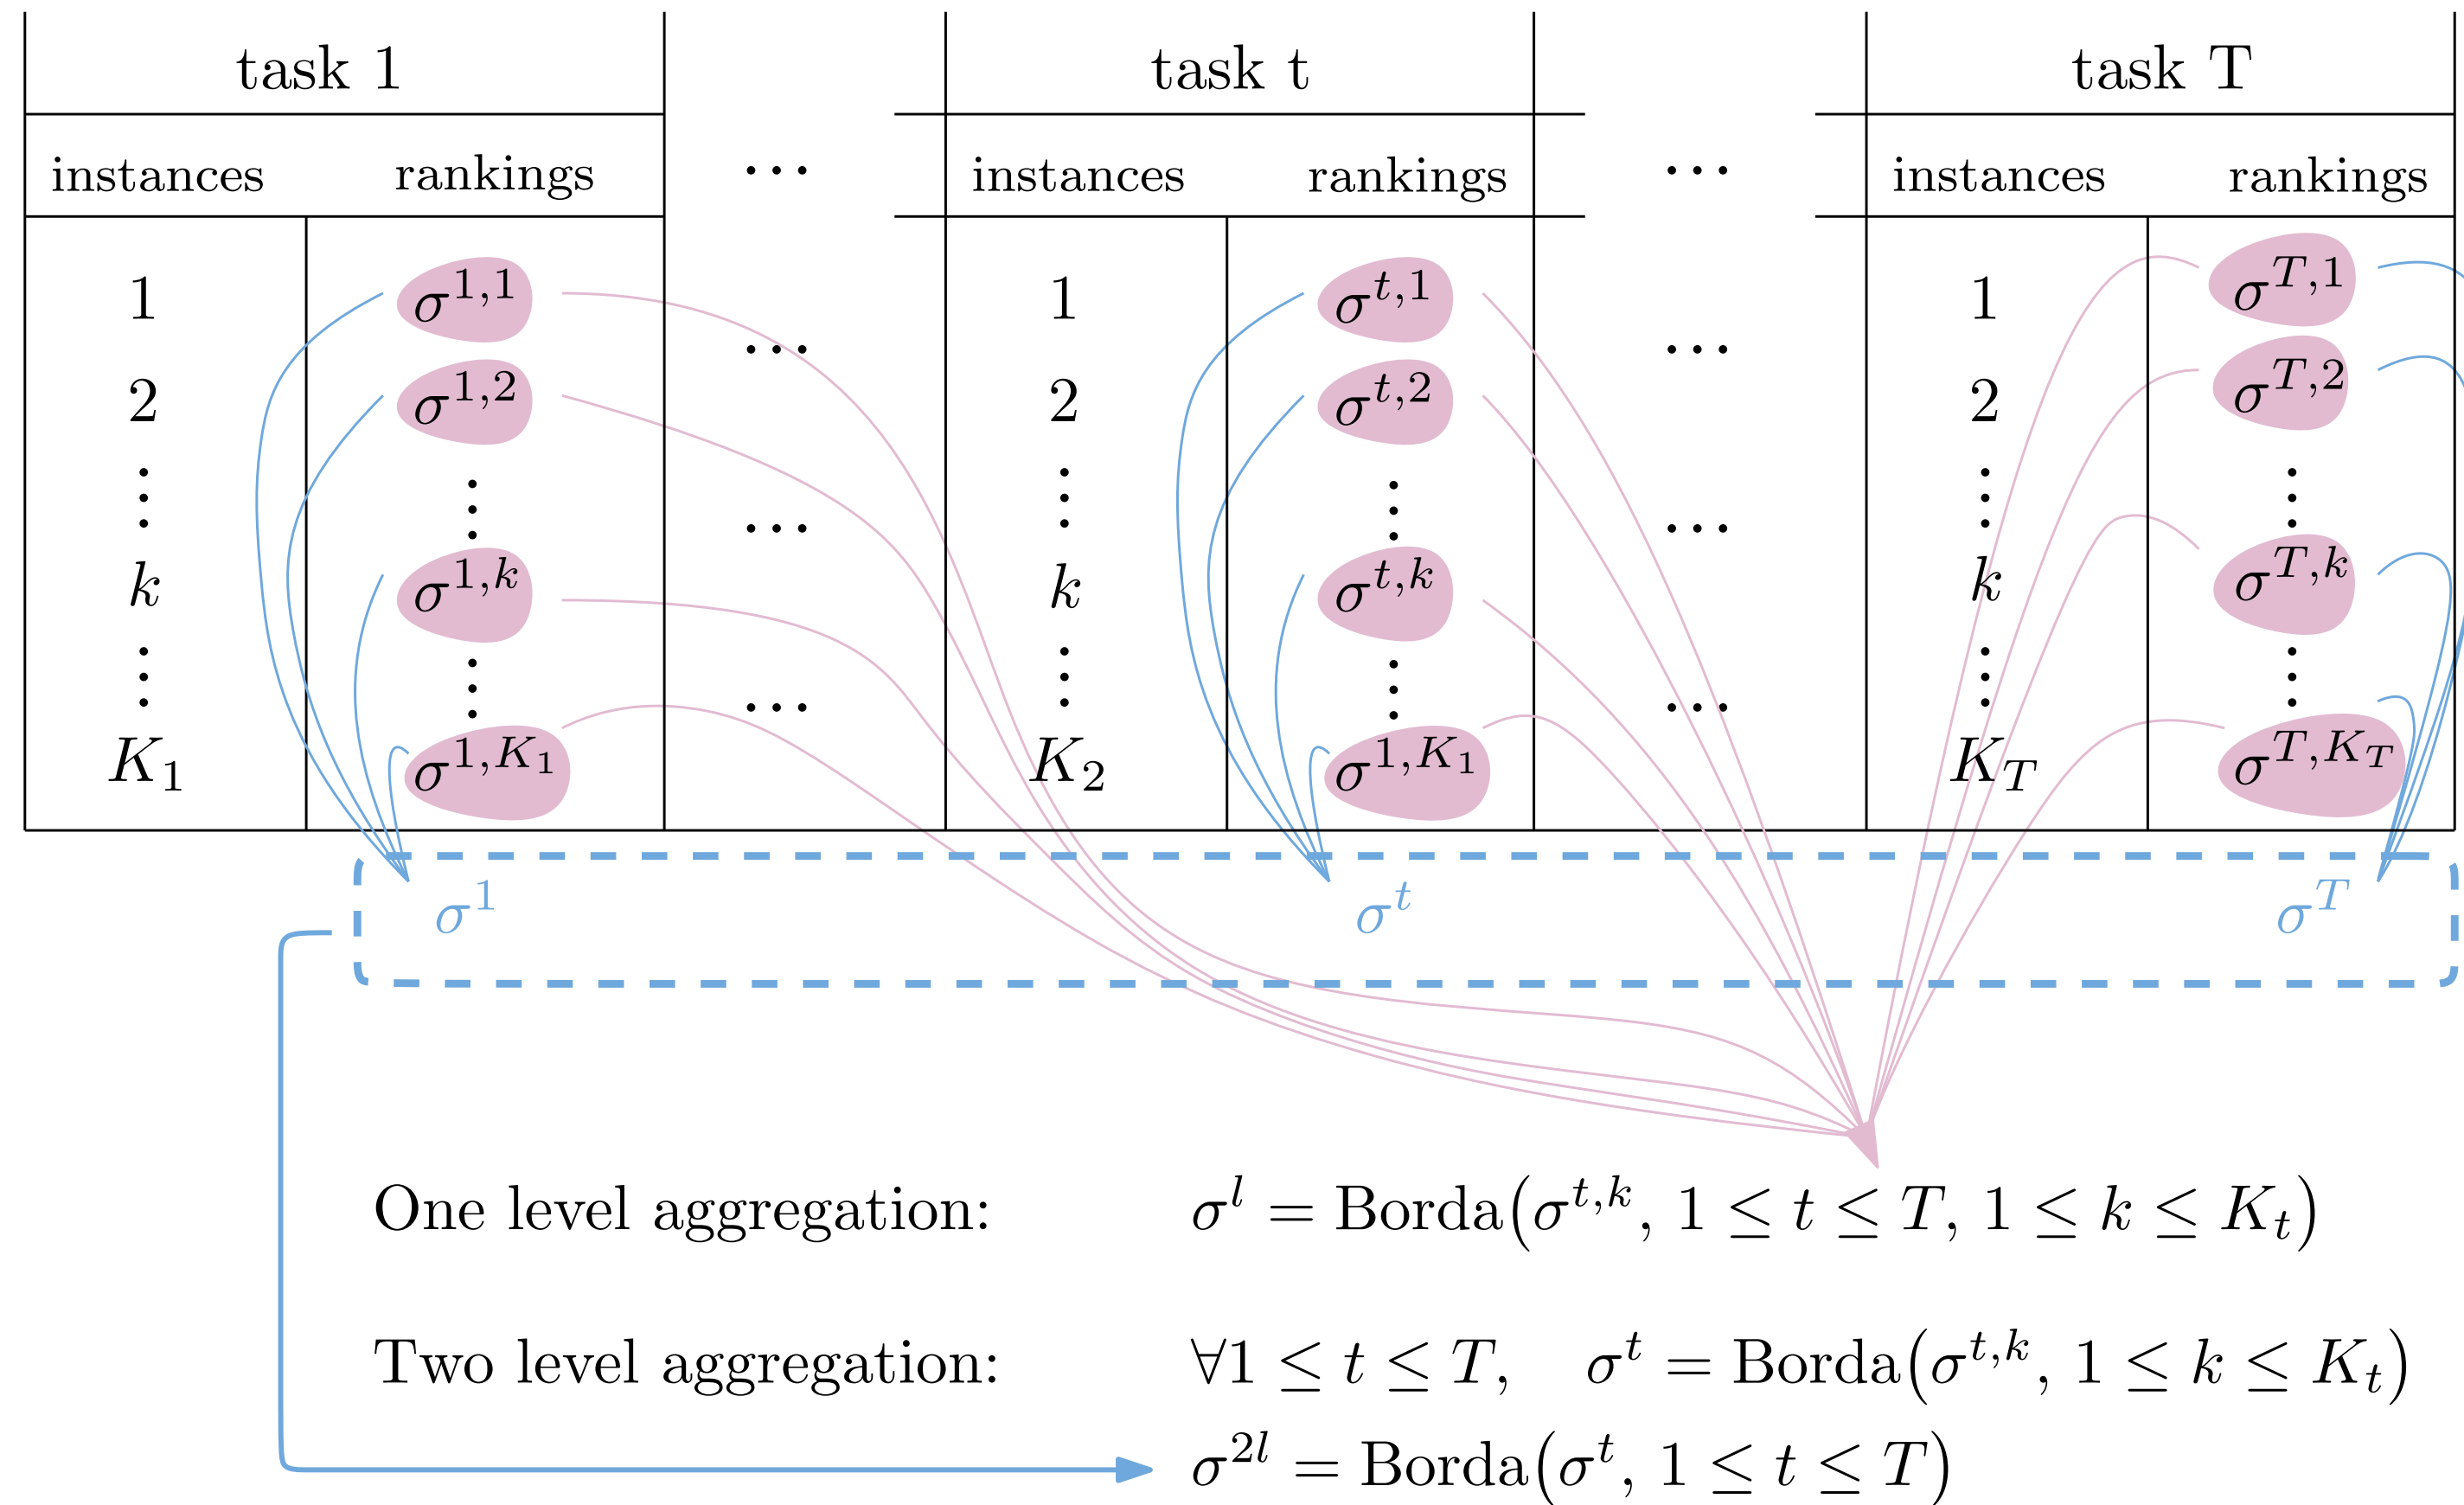 task 1 task t task T
instances rankings ⋯ instances rankings ⋯ instances rankings
1 σ^{1,1} 1 σ^{t,1} 1 σ^{T,1}
⋯ ⋯
2 σ^{1,2} 2 σ^{t,2} 2 σ^{T,2}
⋮ ⋮ ⋯ ⋮ ⋮ ⋯ ⋮ ⋮
k σ^{1,k} k σ^{t,k} k σ^{T,k}
⋮ ⋮ ⋯ ⋮ ⋮ ⋯ ⋮ ⋮
K_1 σ^{1,K_1} K_2 σ^{1,K_1} K_T σ^{T,K_T}
σ^1 σ^t σ^T
One level aggregation: σ^l = Borda(σ^{t,k}, 1 ≤ t ≤ T, 1 ≤ k ≤ K_t)
Two level aggregation: ∀1 ≤ t ≤ T, σ^t = Borda(σ^{t,k}, 1 ≤ k ≤ K_t)
σ^{2l} = Borda(σ^t, 1 ≤ t ≤ T)